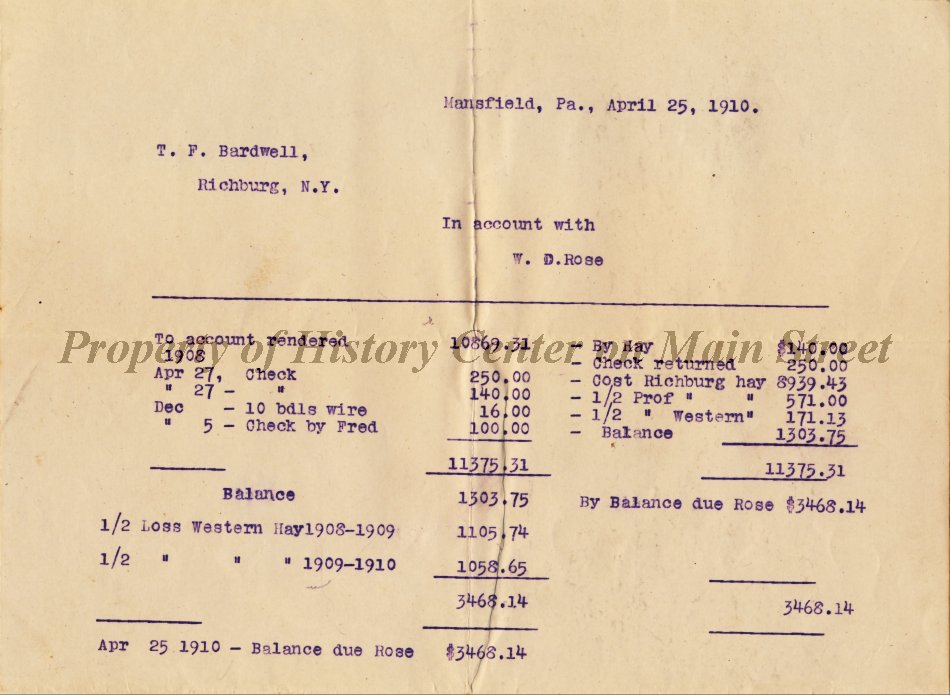 Mansfield, Pa., April 25, 1910.
T. F. Bardwell,
Richburg, N.Y.
In account with
W. D.Rose
Property of History Center on Main Street
To account rendered 10869.31
1908
Apr 27, Check 250.00
" 27 - " 140.00
Dec - 10 bdls wire 16.00
" 5 - Check by Fred 100.00
11375.31
- By Hay $140.00
- Check returned 250.00
- Cost Richburg hay 8939.43
- 1/2 Prof " " 571.00
- 1/2 " Western" 171.13
- Balance 1303.75
11375.31
Balance 1303.75
1/2 Loss Western Hay1908-1909 1105.74
1/2 " " " 1909-1910 1058.65
3468.14
By Balance due Rose $3468.14
3468.14
Apr 25 1910 - Balance due Rose $3468.14